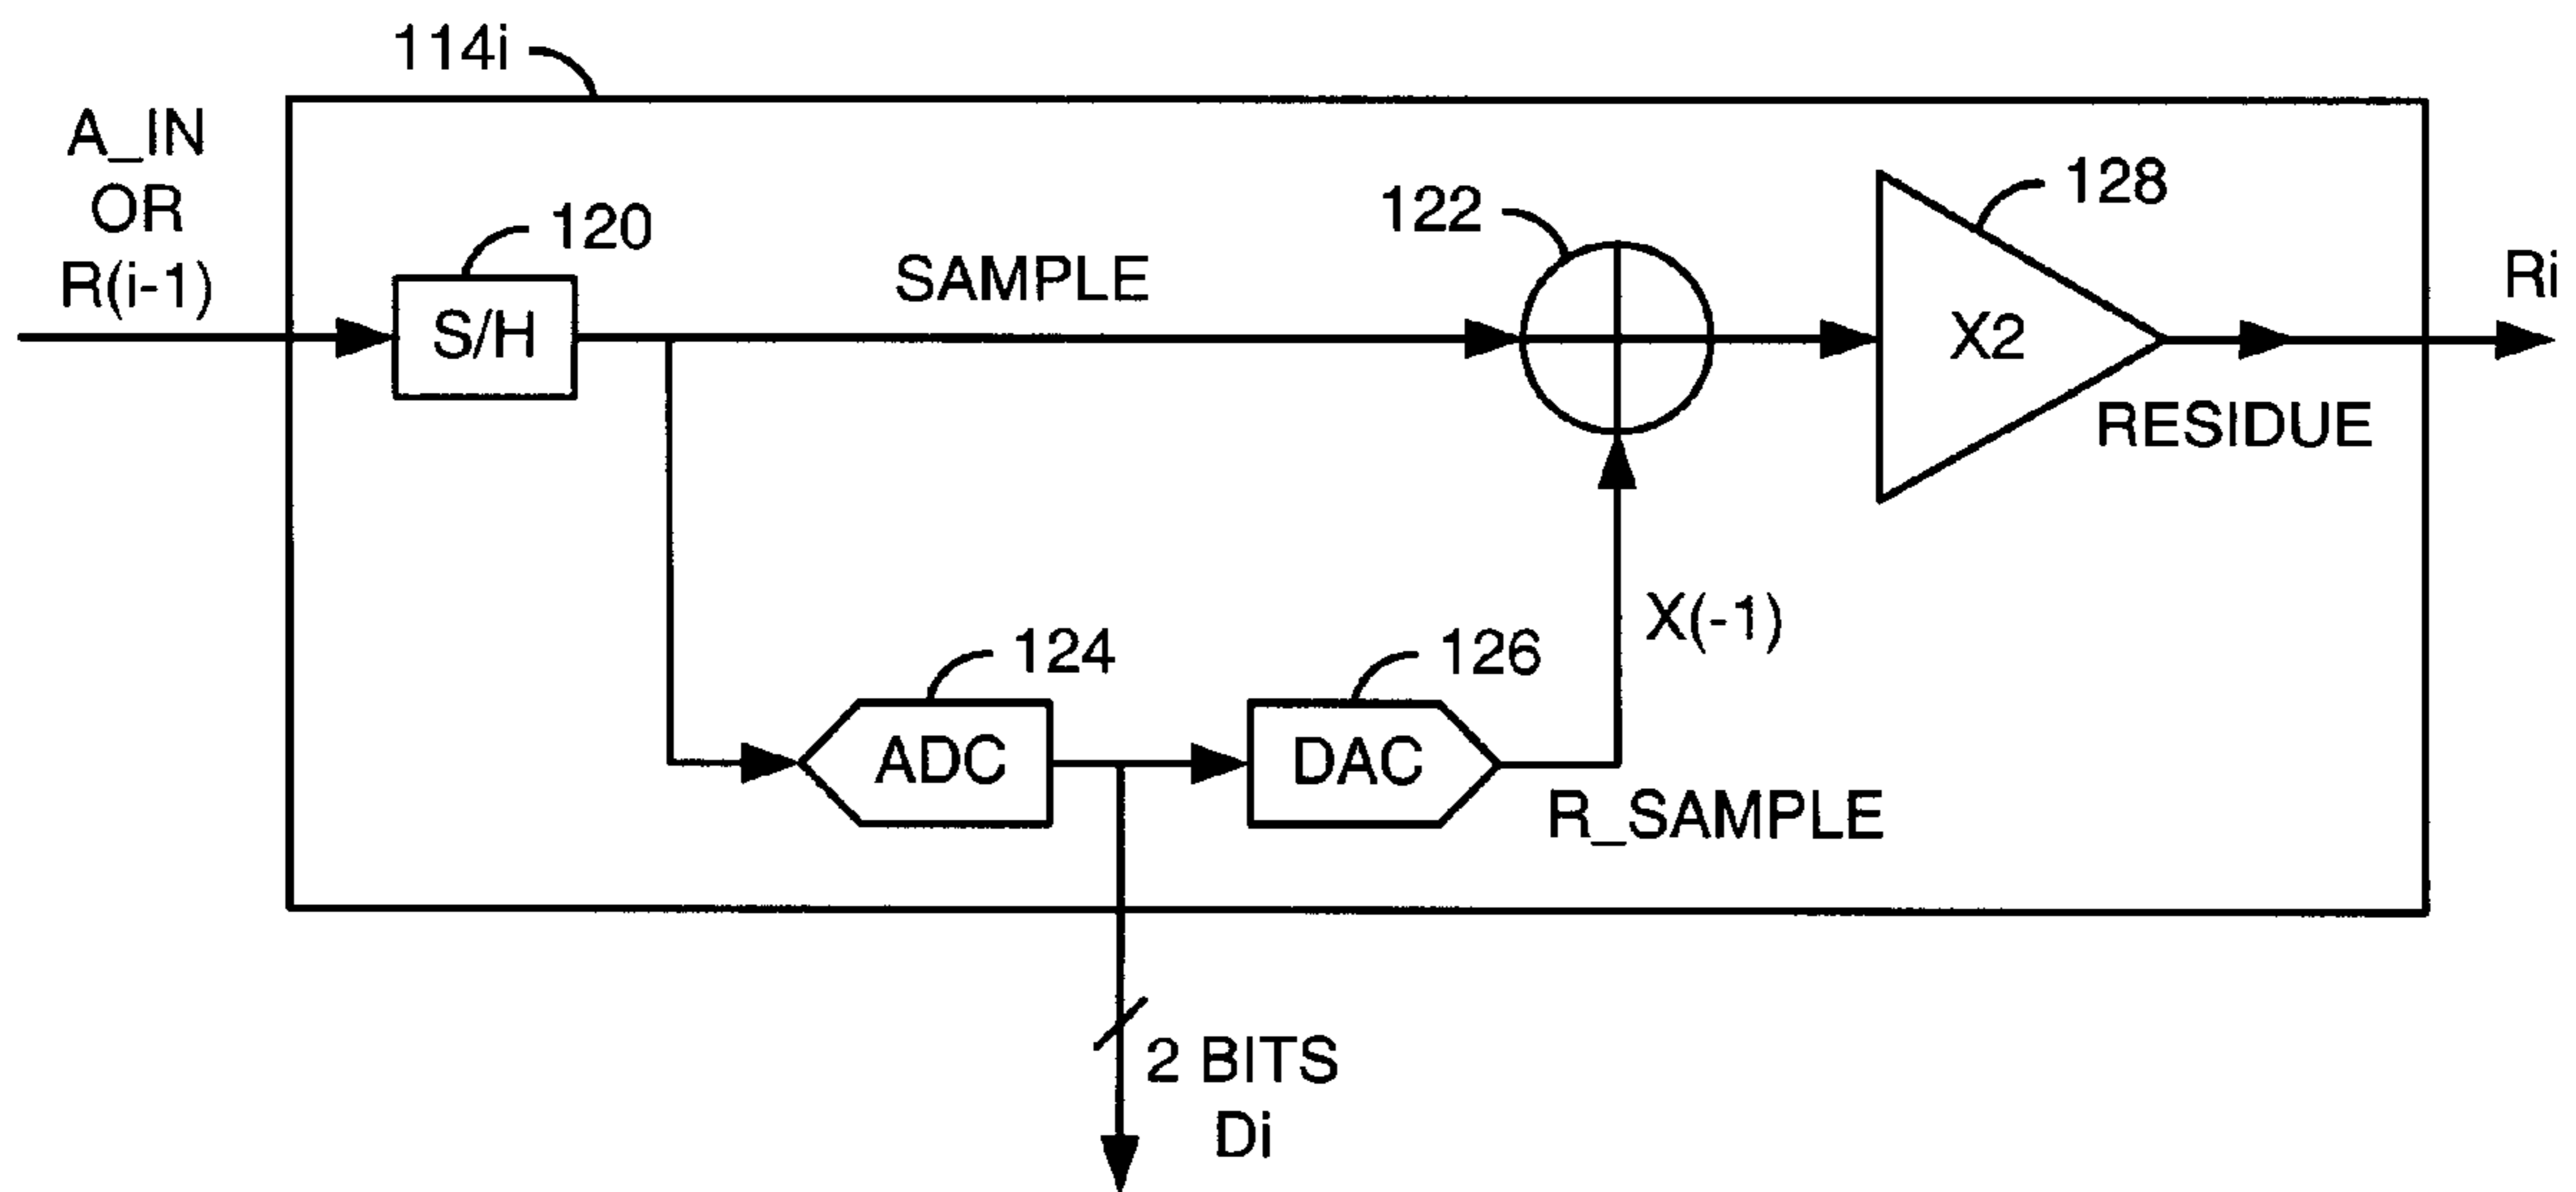 114i
A_IN
OR
R(i-1)
120
S/H
SAMPLE
122
128
X2
Ri
RESIDUE
X(-1)
124
ADC
126
DAC
R_SAMPLE
2 BITS
Di